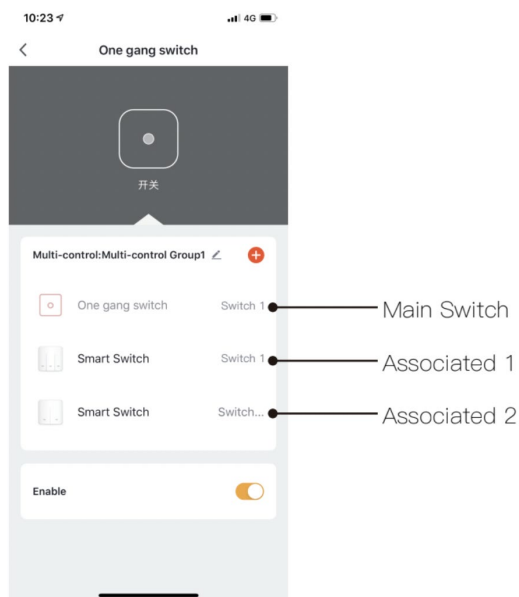 10:23 4G
One gang switch
开关
Multi-control:Multi-control Group1
One gang switch Switch 1 Main Switch
Smart Switch Switch 1 Associated 1
Smart Switch Switch... Associated 2
Enable